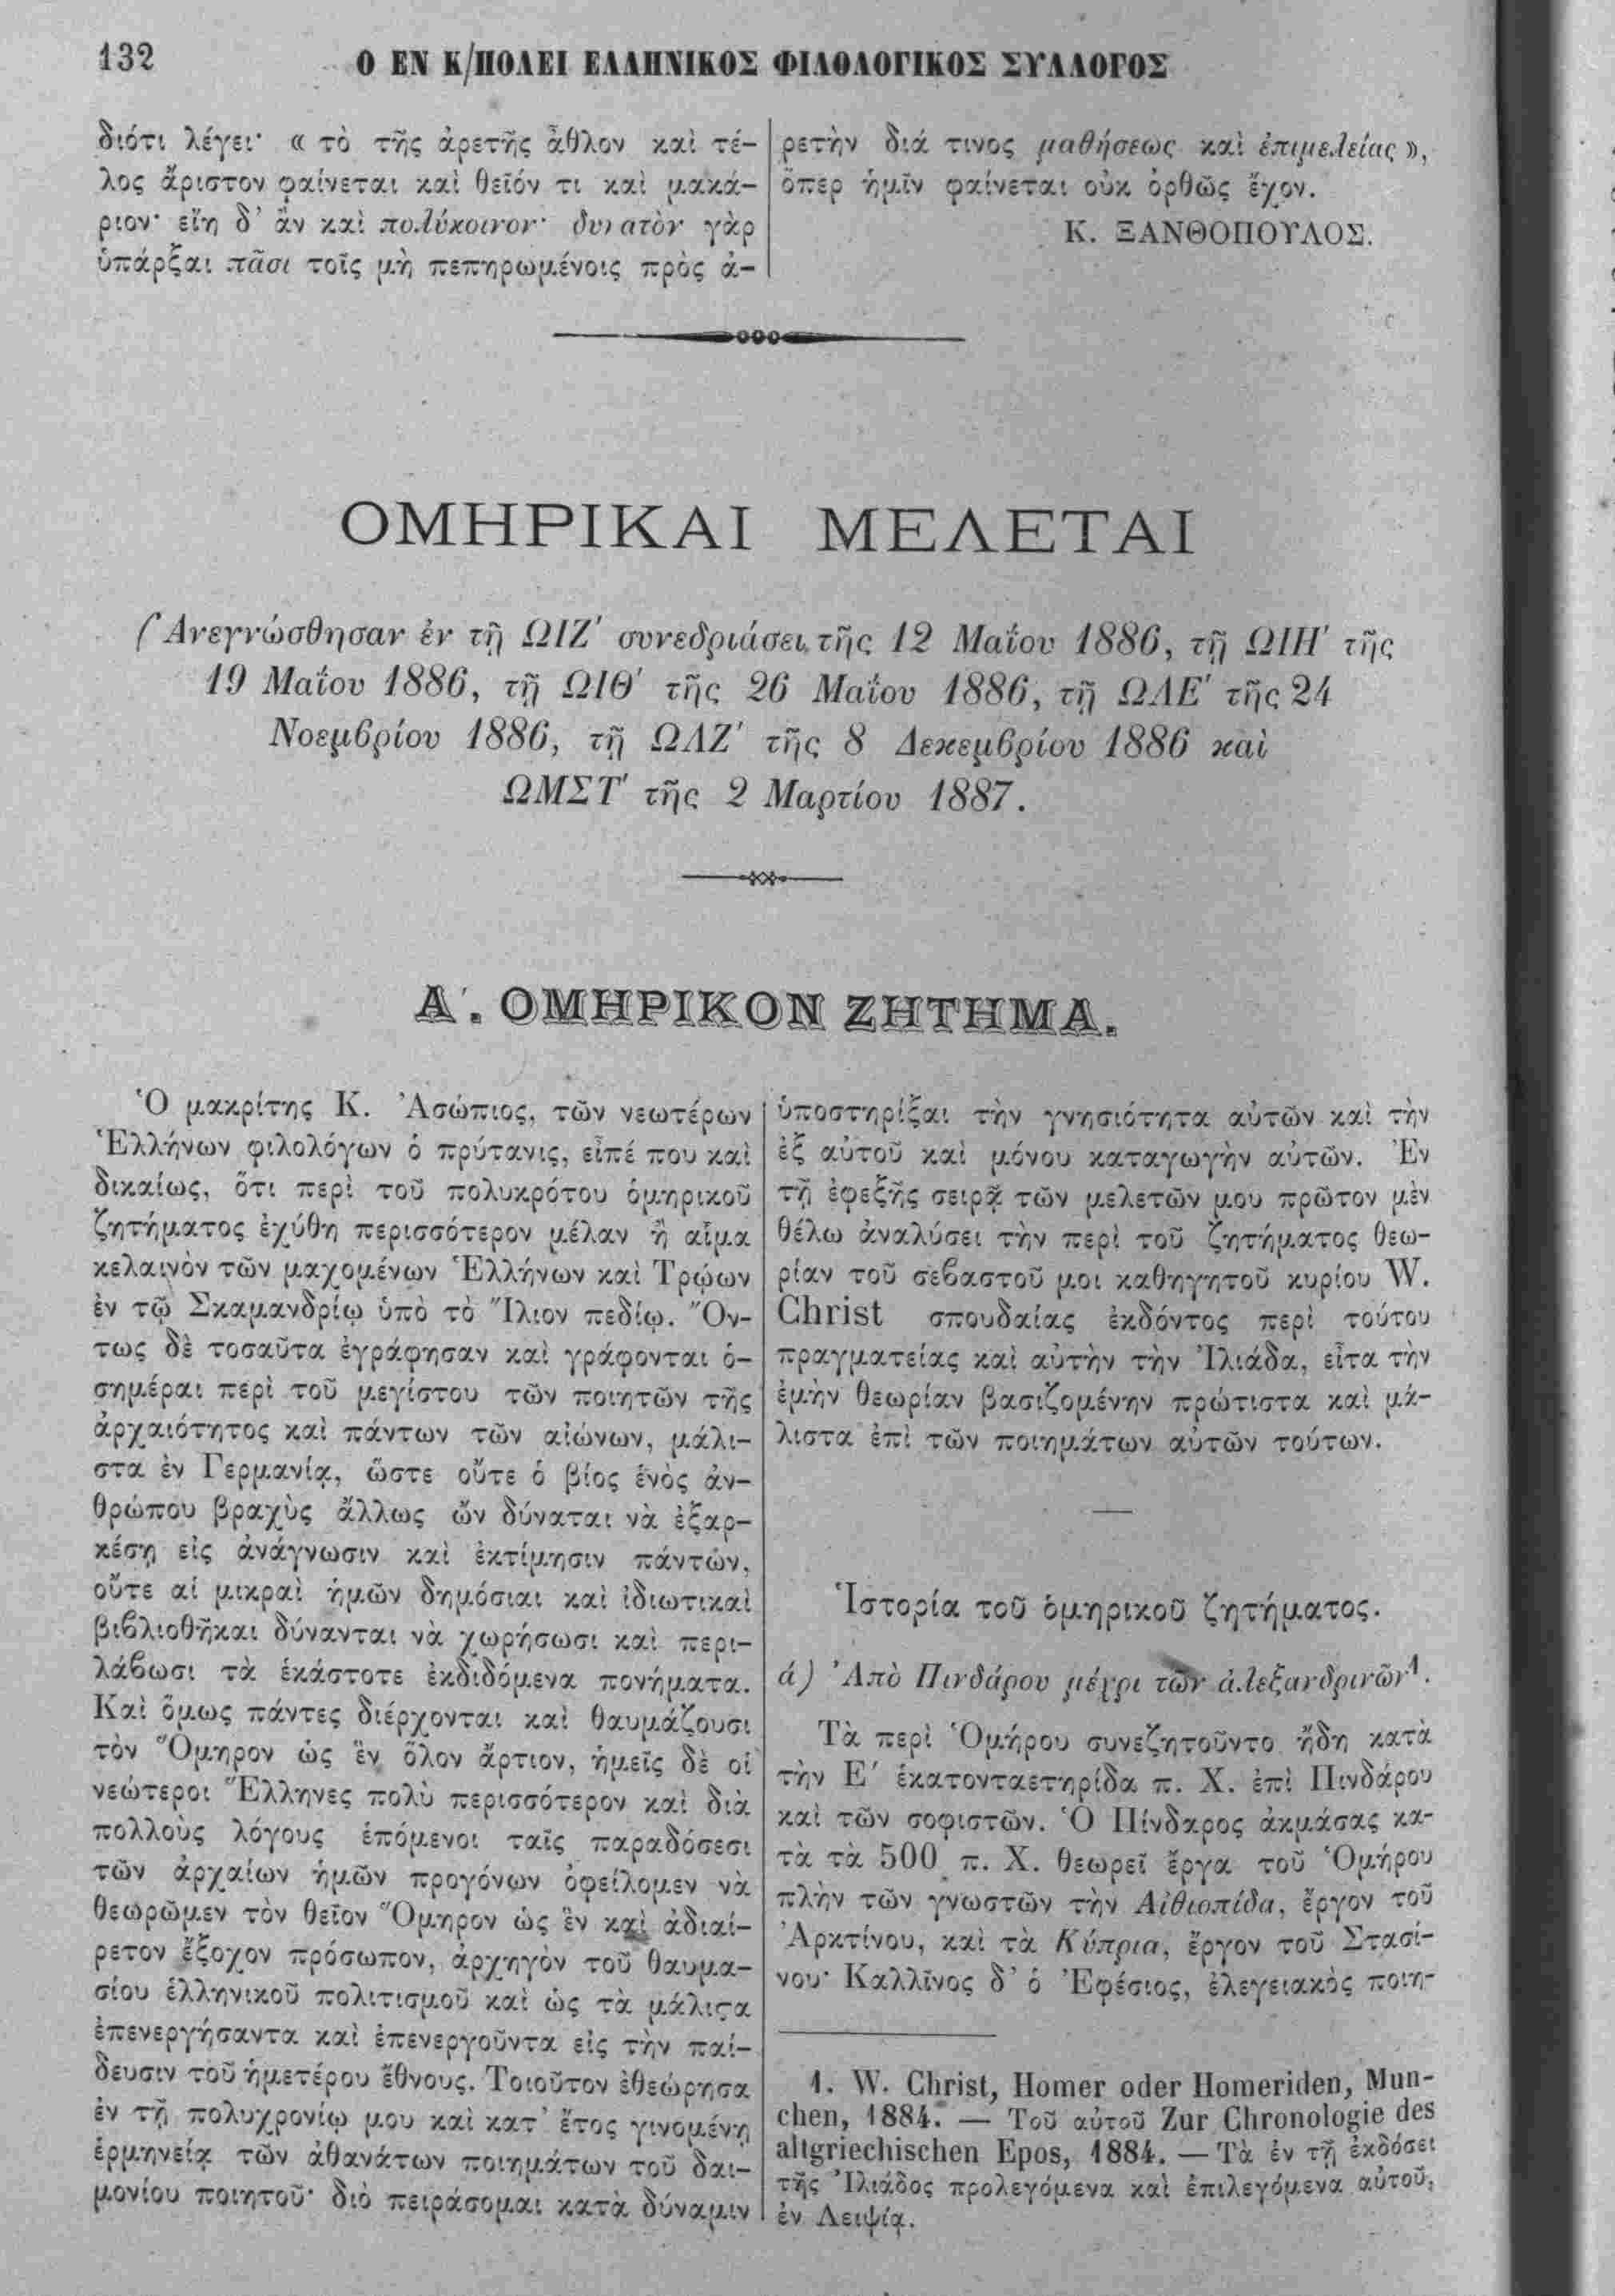 132
Ο ΕΝ Κ/ΠΟΛΕΙ ΕΛΛΗΝΙΚΟΣ ΦΙΛΟΛΟΓΙΚΟΣ ΣΥΛΛΟΓΟΣ
διότι λέγει· « τὸ τῆς ἀρετῆς ἆθλον καὶ τέ-
λος ἄριστον φαίνεται καὶ θεῖόν τι καὶ μακά-
ριον· εἴη δ' ἂν καὶ πολύκοινον· δυνατὸν γὰρ
ὑπάρξαι πᾶσι τοῖς μὴ πεπηρωμένοις πρὸς ἀ-
ρετὴν διά τινος μαθήσεως καὶ ἐπιμελείας »,
ὅπερ ἡμῖν φαίνεται οὐκ ὀρθῶς ἔχον.
Κ. ΞΑΝΘΟΠΟΥΛΟΣ.
ΟΜΗΡΙΚΑΙ ΜΕΛΕΤΑΙ
(Ἀνεγνώσθησαν ἐν τῇ ΩΙΖ' συνεδριάσει τῆς 12 Μαΐου 1886, τῇ ΩΙΗ' τῆς
19 Μαΐου 1886, τῇ ΩΙΘ' τῆς 26 Μαΐου 1886, τῇ ΩΛΕ' τῆς 24
Νοεμβρίου 1886, τῇ ΩΛΖ' τῆς 8 Δεκεμβρίου 1886 καὶ
ΩΜΣΤ' τῆς 2 Μαρτίου 1887.
Α'. ΟΜΗΡΙΚΟΝ ΖΗΤΗΜΑ.
Ὁ μακρίτης Κ. Ἀσώπιος, τῶν νεωτέρων
Ἑλλήνων φιλολόγων ὁ πρύτανις, εἶπέ που καὶ
δικαίως, ὅτι περὶ τοῦ πολυκρότου ὁμηρικοῦ
ζητήματος ἐχύθη περισσότερον μέλαν ἢ αἷμα
κελαινὸν τῶν μαχομένων Ἑλλήνων καὶ Τρώων
ἐν τῷ Σκαμανδρίῳ ὑπὸ τὸ Ἴλιον πεδίῳ. Ὄν-
τως δὲ τοσαῦτα ἐγράφησαν καὶ γράφονται ὁ-
σημέραι περὶ τοῦ μεγίστου τῶν ποιητῶν τῆς
ἀρχαιότητος καὶ πάντων τῶν αἰώνων, μάλι-
στα ἐν Γερμανίᾳ, ὥστε οὔτε ὁ βίος ἑνὸς ἀν-
θρώπου βραχὺς ἄλλως ὢν δύναται νὰ ἐξαρ-
κέσῃ εἰς ἀνάγνωσιν καὶ ἐκτίμησιν πάντων,
οὔτε αἱ μικραὶ ἡμῶν δημόσιαι καὶ ἰδιωτικαὶ
βιβλιοθῆκαι δύνανται νὰ χωρήσωσι καὶ περι-
λάβωσι τὰ ἑκάστοτε ἐκδιδόμενα πονήματα.
Καὶ ὅμως πάντες διέρχονται καὶ θαυμάζουσι
τὸν Ὅμηρον ὡς ἓν ὅλον ἄρτιον, ἡμεῖς δὲ οἱ
νεώτεροι Ἕλληνες πολὺ περισσότερον καὶ διὰ
πολλοὺς λόγους ἑπόμενοι ταῖς παραδόσεσι
τῶν ἀρχαίων ἡμῶν προγόνων ὀφείλομεν νὰ
θεωρῶμεν τὸν θεῖον Ὅμηρον ὡς ἓν καὶ ἀδιαί-
ρετον ἔξοχον πρόσωπον, ἀρχηγὸν τοῦ θαυμα-
σίου ἑλληνικοῦ πολιτισμοῦ καὶ ὡς τὰ μάλιϛα
ἐπενεργήσαντα καὶ ἐπενεργοῦντα εἰς τὴν παί-
δευσιν τοῦ ἡμετέρου ἔθνους. Τοιοῦτον ἐθεώρησα
ἐν τῇ πολυχρονίῳ μου καὶ κατ' ἔτος γινομένῃ
ἑρμηνείᾳ τῶν ἀθανάτων ποιημάτων τοῦ δαι-
μονίου ποιητοῦ· διὸ πειράσομαι κατὰ δύναμιν
ὑποστηρίξαι τὴν γνησιότητα αὐτῶν καὶ τὴν
ἐξ αὐτοῦ καὶ μόνου καταγωγὴν αὐτῶν. Ἐν
τῇ ἐφεξῆς σειρᾷ τῶν μελετῶν μου πρῶτον μὲν
θέλω ἀναλύσει τὴν περὶ τοῦ ζητήματος θεω-
ρίαν τοῦ σεβαστοῦ μοι καθηγητοῦ κυρίου W.
Christ σπουδαίας ἐκδόντος περὶ τούτου
πραγματείας καὶ αὐτὴν τὴν Ἰλιάδα, εἶτα τὴν
ἐμὴν θεωρίαν βασιζομένην πρώτιστα καὶ μά-
λιστα ἐπὶ τῶν ποιημάτων αὐτῶν τούτων.
Ἱστορία τοῦ ὁμηρικοῦ ζητήματος.
ά) Ἀπὸ Πινδάρου μέχρι τῶν ἀλεξανδρινῶν¹.
Τὰ περὶ Ὁμήρου συνεζητοῦντο ἤδη κατὰ
τὴν Ε' ἑκατονταετηρίδα π. Χ. ἐπὶ Πινδάρου
καὶ τῶν σοφιστῶν. Ὁ Πίνδαρος ἀκμάσας κα-
τὰ τὰ 500 π. Χ. θεωρεῖ ἔργα τοῦ Ὁμήρου
πλὴν τῶν γνωστῶν τὴν Αἰθιοπίδα, ἔργον τοῦ
Ἀρκτίνου, καὶ τὰ Κύπρια, ἔργον τοῦ Στασί-
νου· Καλλῖνος δ' ὁ Ἐφέσιος, ἐλεγειακὸς ποιη-
1. W. Christ, Homer oder Homeriden, Mun-
chen, 1884. — Τοῦ αὐτοῦ Zur Chronologie des
altgriechischen Epos, 1884. — Τὰ ἐν τῇ ἐκδόσει
τῆς Ἰλιάδος προλεγόμενα καὶ ἐπιλεγόμενα αὐτοῦ,
ἐν Λειψίᾳ.